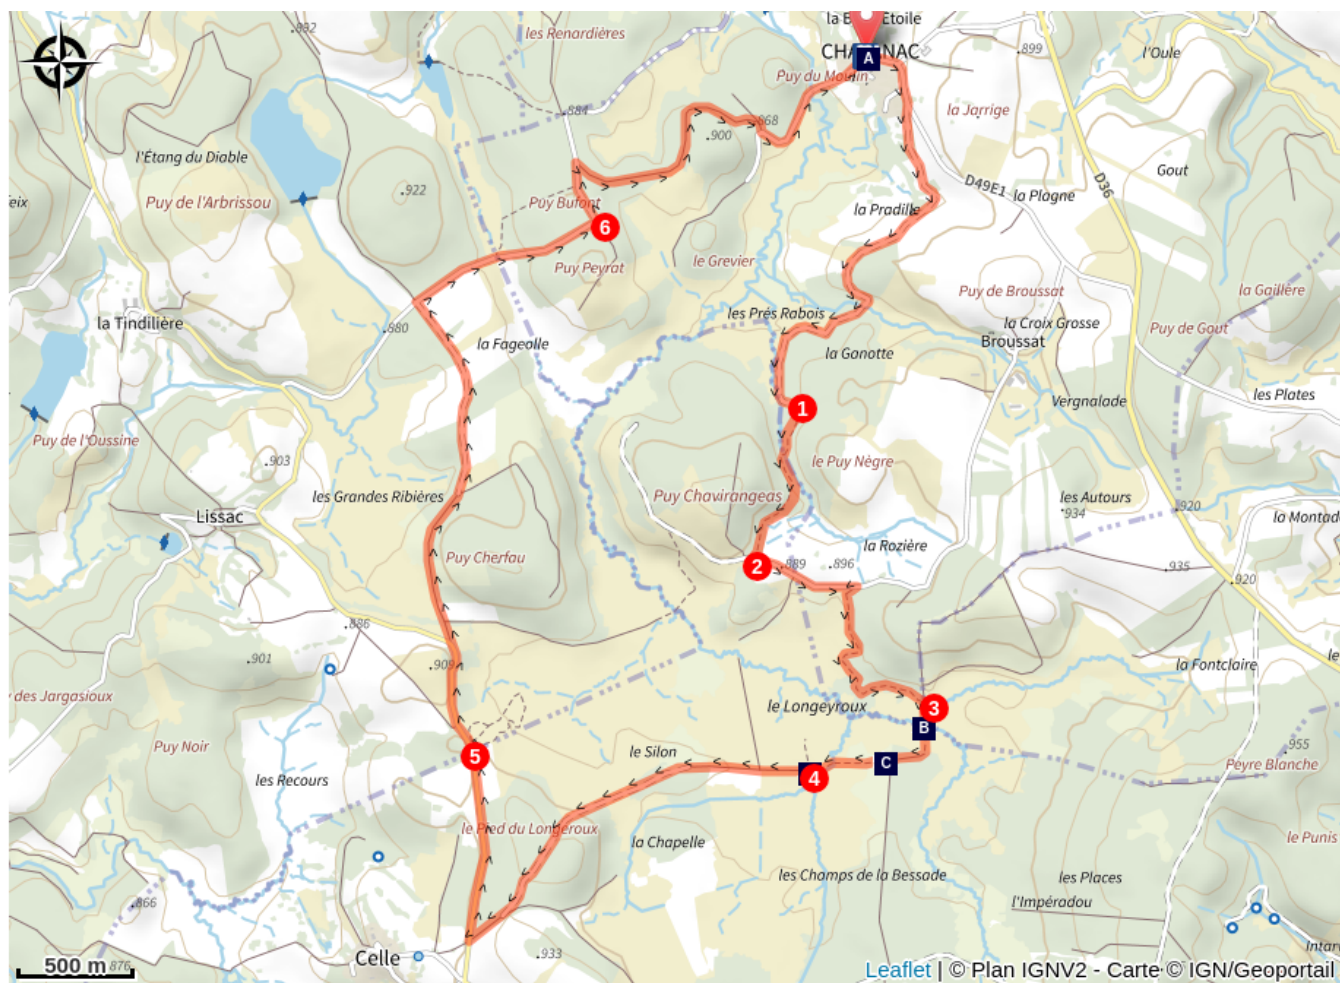 la B Etoile
.892
les Renardières
CHA NAC
A
.899
l'Oule
Puy du Moulin
884
.868
.900
la Jarrige
l'Étang du Diable
.922
Gout
D49E1
D36
eix
Puy de l'Arbrissou
Puy Bufont
la Plagne
6
la Pradille
Puy Peyrat
le Grevier
Puy de Broussat
la Gaillère
les Prés Rabois
la Tindilière
.880
la Croix Grosse
Puy de Gout
la Fageolle
Broussat
la Gonotte
les Plates
Vergnalade
1
Puy de l'Oussine
.903
le Puy Nègre
les Grandes Ribières
Puy Chavirangeas
les Autours
.934
.920
Lissac
la Montad
la Rozière
Puy Cherfau
2
.889
.896
.935
.920
.886
.901
.909
la Fontclaire
le
des Jargasioux
le Longeyroux
3
B
Puy Noir
le Silon
.955
5
C
Peyre Blanche
les Recours
4
le Pied du Longeroux
la Chapelle
le Punis
les Champs de la Bessade
les Places
l'Impéradou
.866
Celle
.933
Intar
500 m
876
Leaflet | © Plan IGNV2 - Carte © IGN/Geoportail